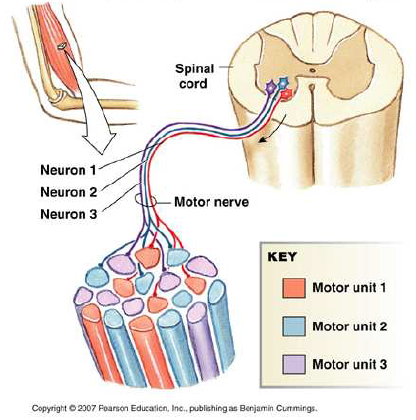 Spinal
cord
Neuron 1
Neuron 2
Neuron 3
Motor nerve
KEY
Motor unit 1
Motor unit 2
Motor unit 3
Copyright © 2007 Pearson Education, Inc., publishing as Benjamin Cummings.